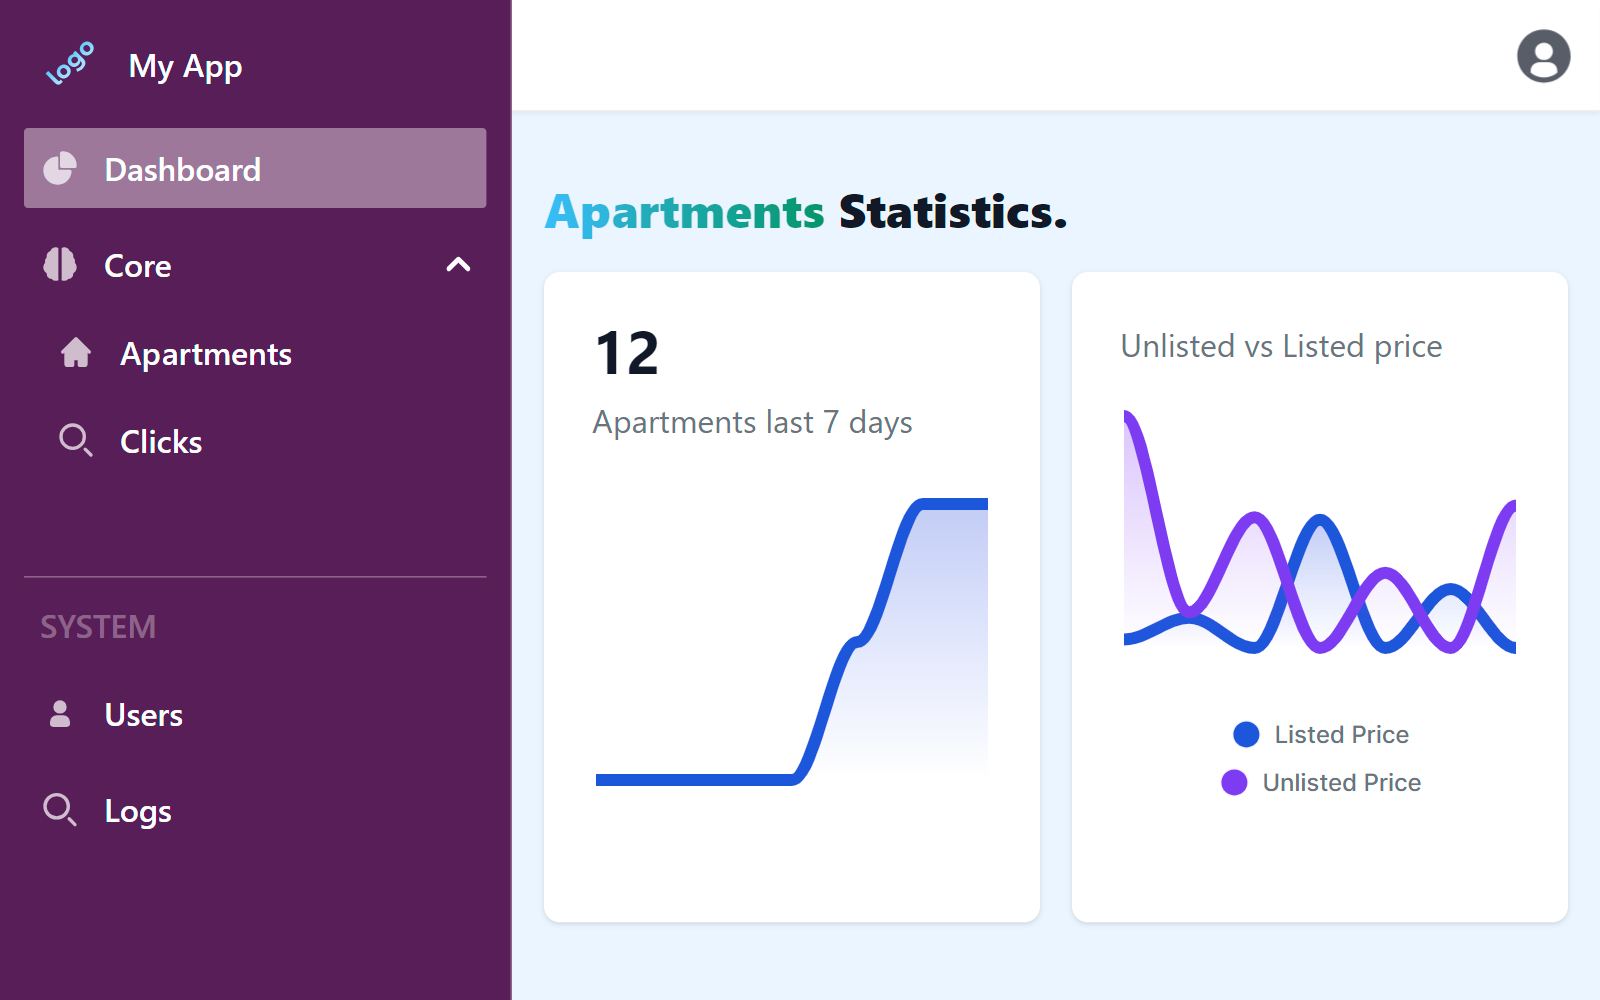 logo
My App
Dashboard
Core
Apartments
Clicks
SYSTEM
Users
Logs
Apartments Statistics.
12
Apartments last 7 days
Unlisted vs Listed price
Listed Price
Unlisted Price